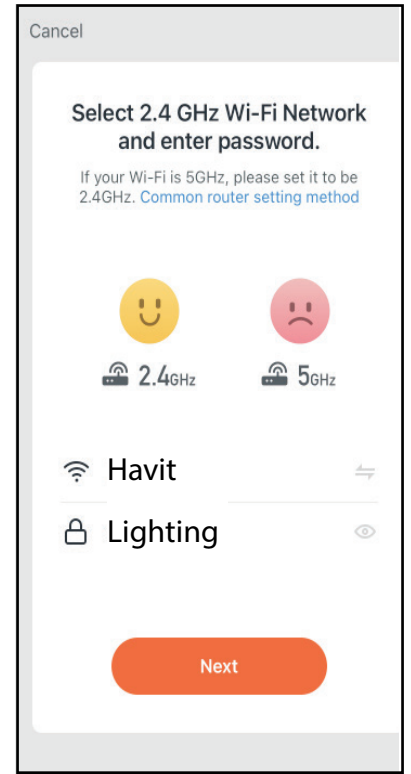 Cancel
Select 2.4 GHz Wi-Fi Network
and enter password.
If your Wi-Fi is 5GHz, please set it to be
2.4GHz. Common router setting method
2.4GHz 5GHz
Havit
Lighting
Next